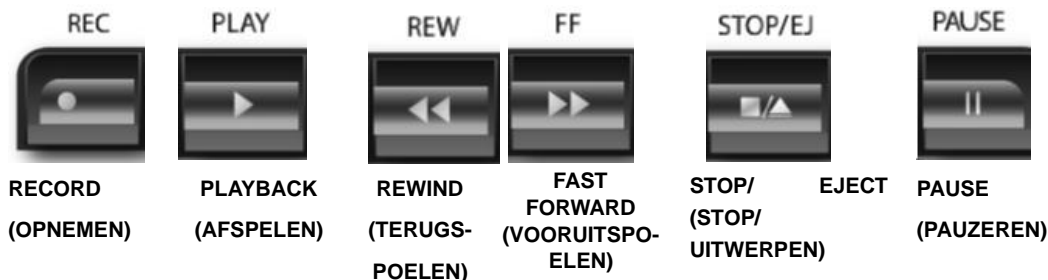 REC PLAY REW FF STOP/EJ PAUSE
RECORD
(OPNEMEN)
PLAYBACK
(AFSPELEN)
REWIND
(TERUGS-
POELEN)
FAST
FORWARD
(VOORUITSPO-
ELEN)
STOP/ EJECT
(STOP/
UITWERPEN)
PAUSE
(PAUZEREN)